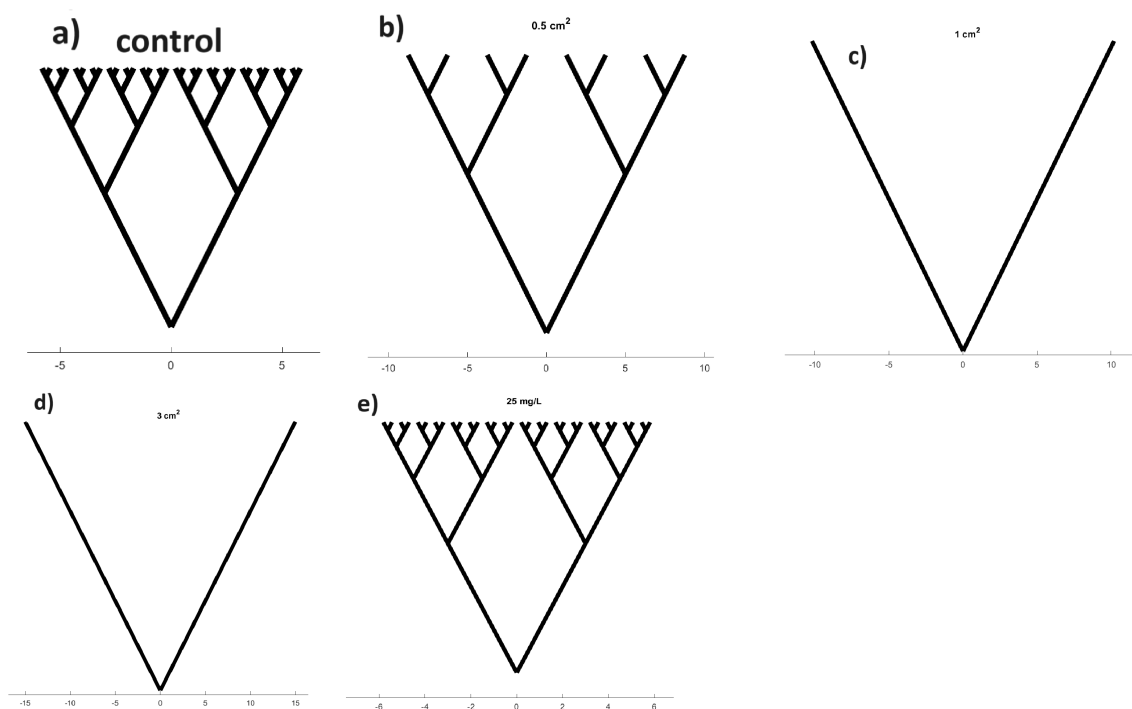 a) control
-5 0 5
b) 0.5 cm²
-10 -5 0 5 10
c) 1 cm²
-10 -5 0 5 10
d) 3 cm²
-15 -10 -5 0 5 10 15
e) 25 mg/L
-6 -4 -2 0 2 4 6